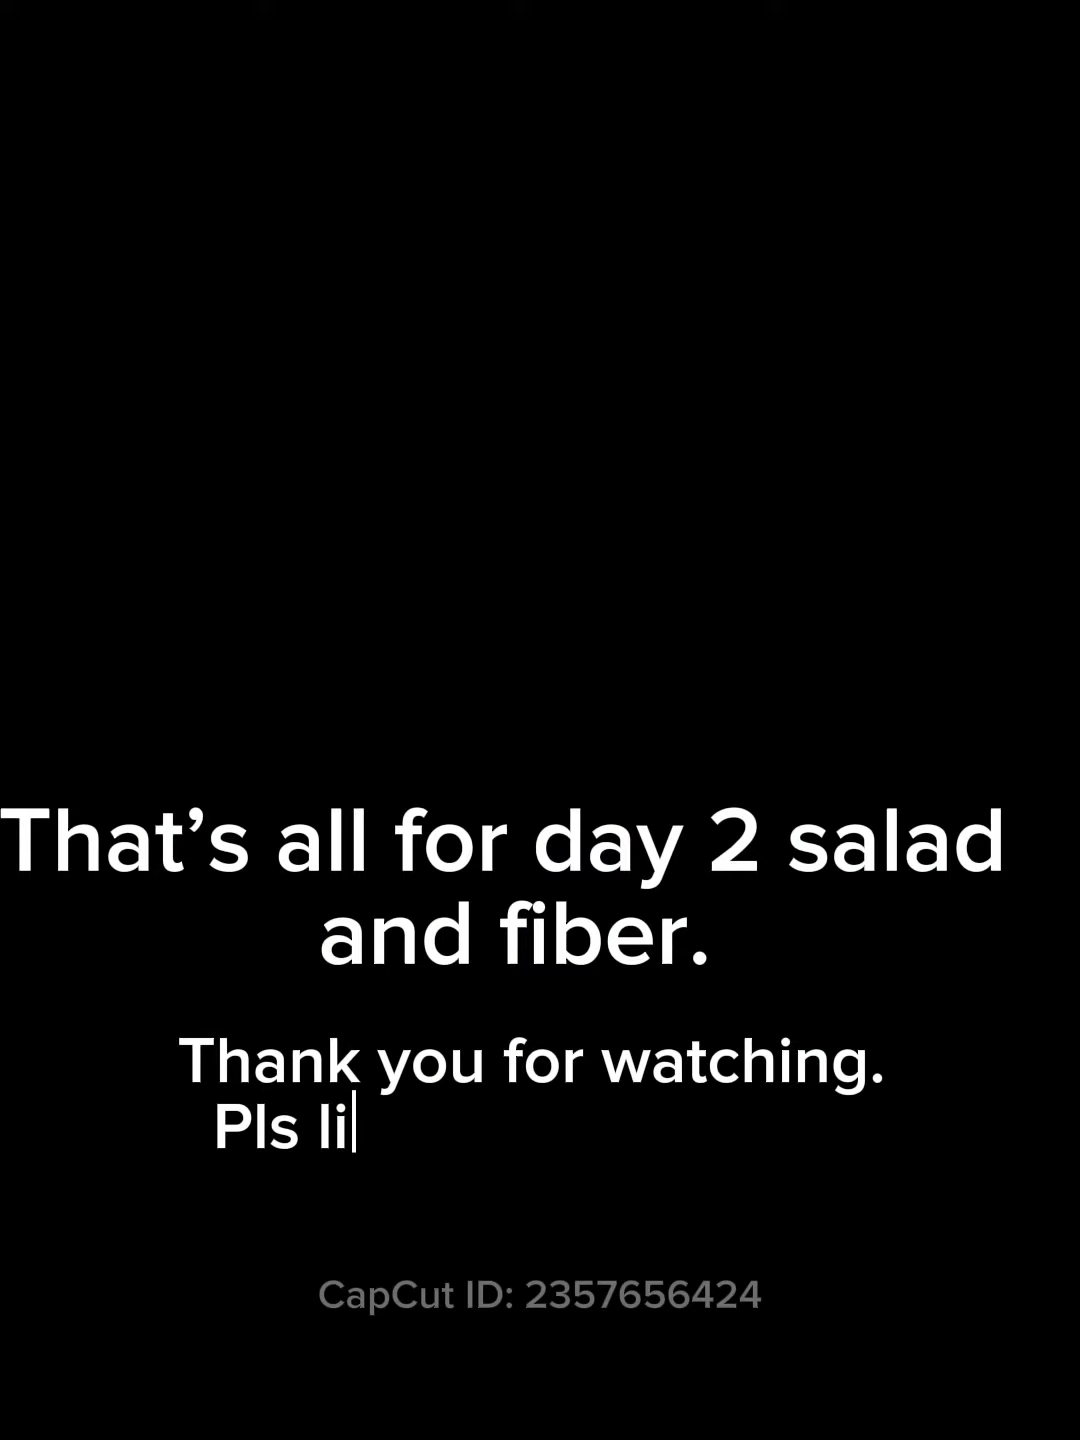 That’s all for day 2 salad
and fiber.
Thank you for watching.
Pls li
CapCut ID: 2357656424